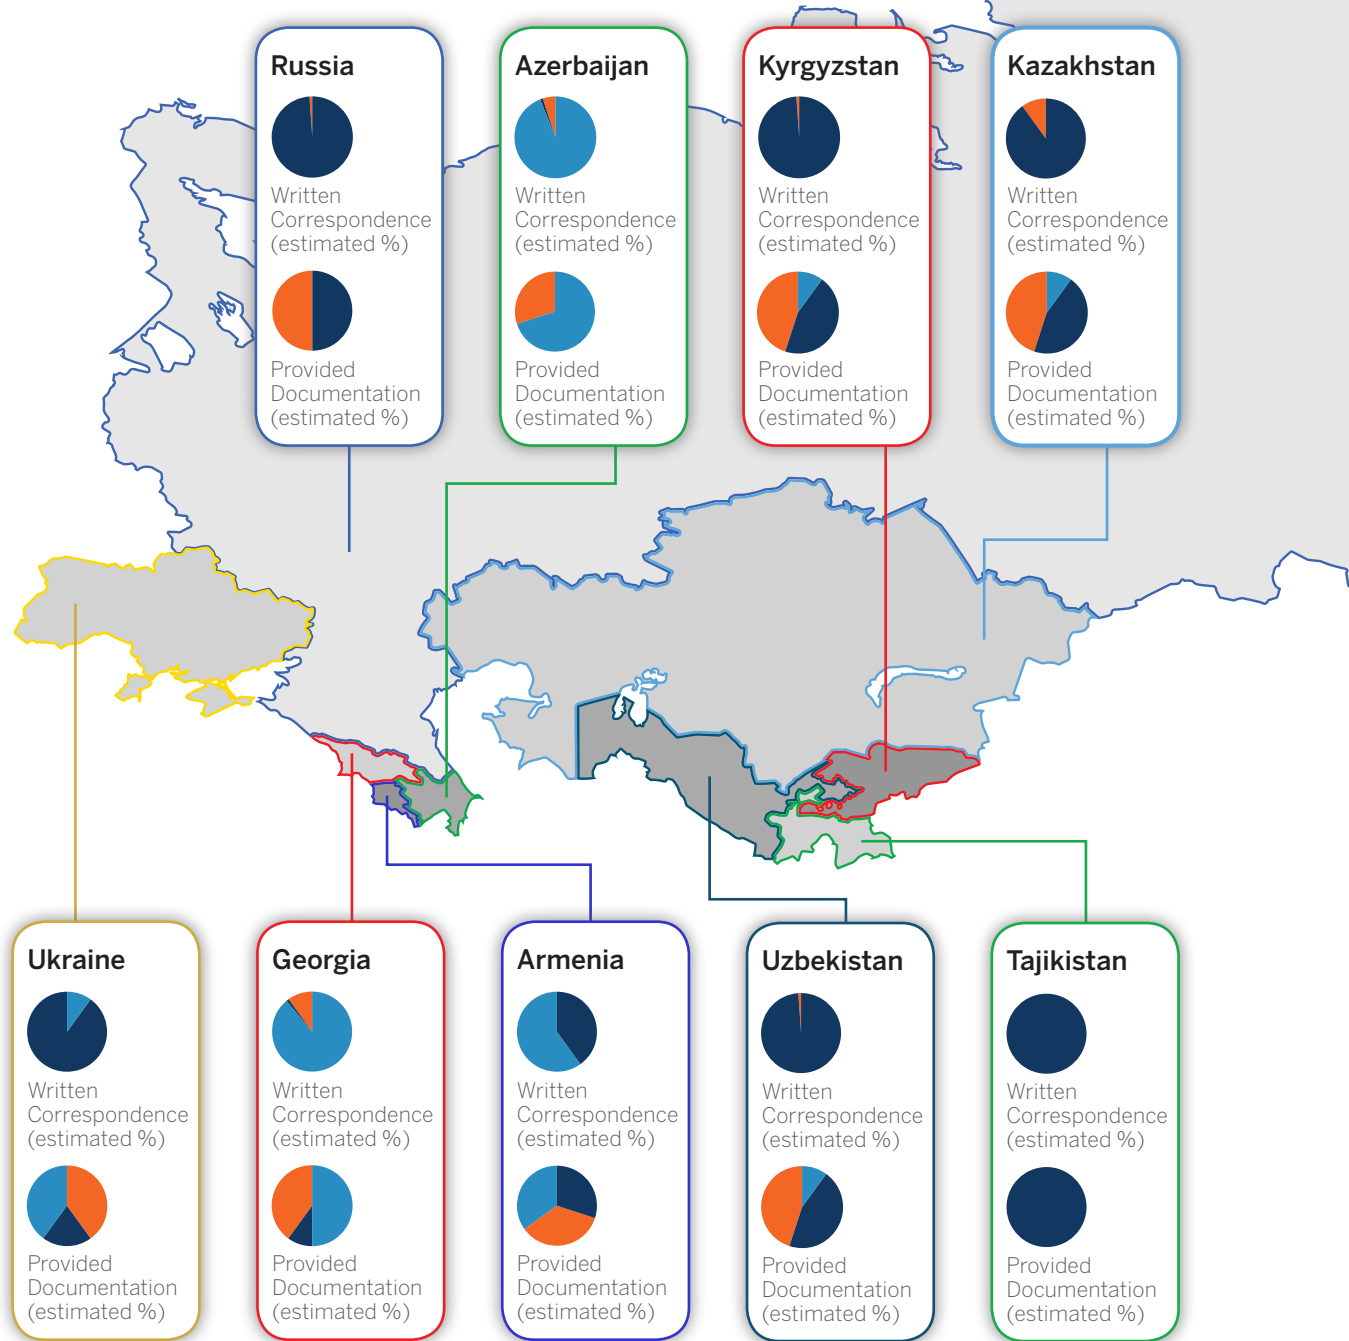 Russia
Written
Correspondence
(estimated %)
Provided
Documentation
(estimated %)
Azerbaijan
Written
Correspondence
(estimated %)
Provided
Documentation
(estimated %)
Kyrgyzstan
Written
Correspondence
(estimated %)
Provided
Documentation
(estimated %)
Kazakhstan
Written
Correspondence
(estimated %)
Provided
Documentation
(estimated %)
Ukraine
Written
Correspondence
(estimated %)
Provided
Documentation
(estimated %)
Georgia
Written
Correspondence
(estimated %)
Provided
Documentation
(estimated %)
Armenia
Written
Correspondence
(estimated %)
Provided
Documentation
(estimated %)
Uzbekistan
Written
Correspondence
(estimated %)
Provided
Documentation
(estimated %)
Tajikistan
Written
Correspondence
(estimated %)
Provided
Documentation
(estimated %)